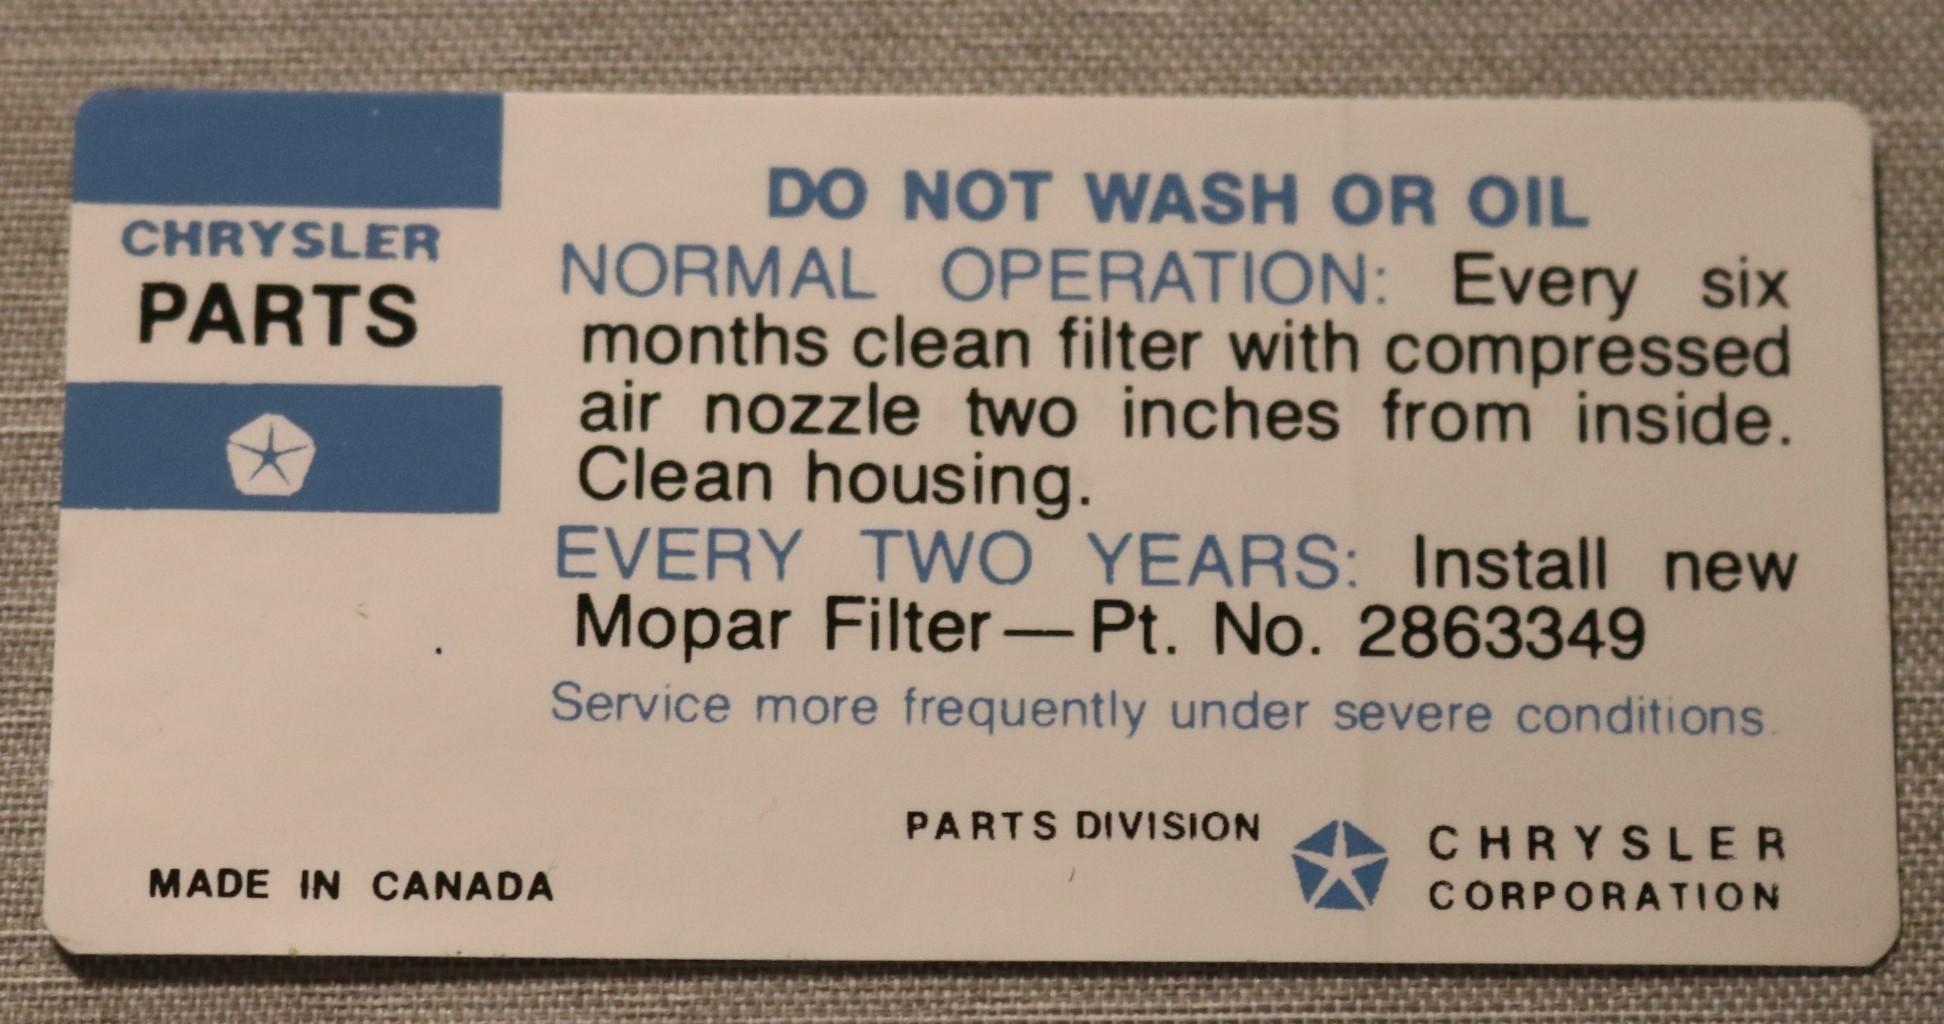 CHRYSLER
PARTS
DO NOT WASH OR OIL
NORMAL OPERATION: Every six
months clean filter with compressed
air nozzle two inches from inside.
Clean housing.
EVERY TWO YEARS: Install new
Mopar Filter — Pt. No. 2863349
Service more frequently under severe conditions.
PARTS DIVISION
CHRYSLER
CORPORATION
MADE IN CANADA